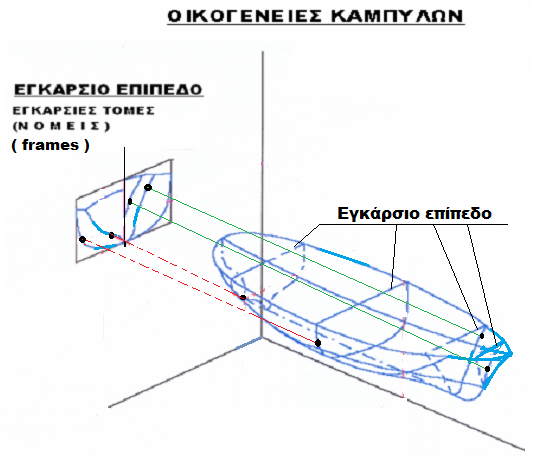 ΟΙΚΟΓΕΝΕΙΕΣ ΚΑΜΠΥΛΩΝ
ΕΓΚΑΡΣΙΟ ΕΠΙΠΕΔΟ
ΕΓΚΑΡΣΙΕΣ ΤΟΜΕΣ
(Ν Ο Μ Ε Ι Σ )
( frames )
Εγκάρσιο επίπεδο